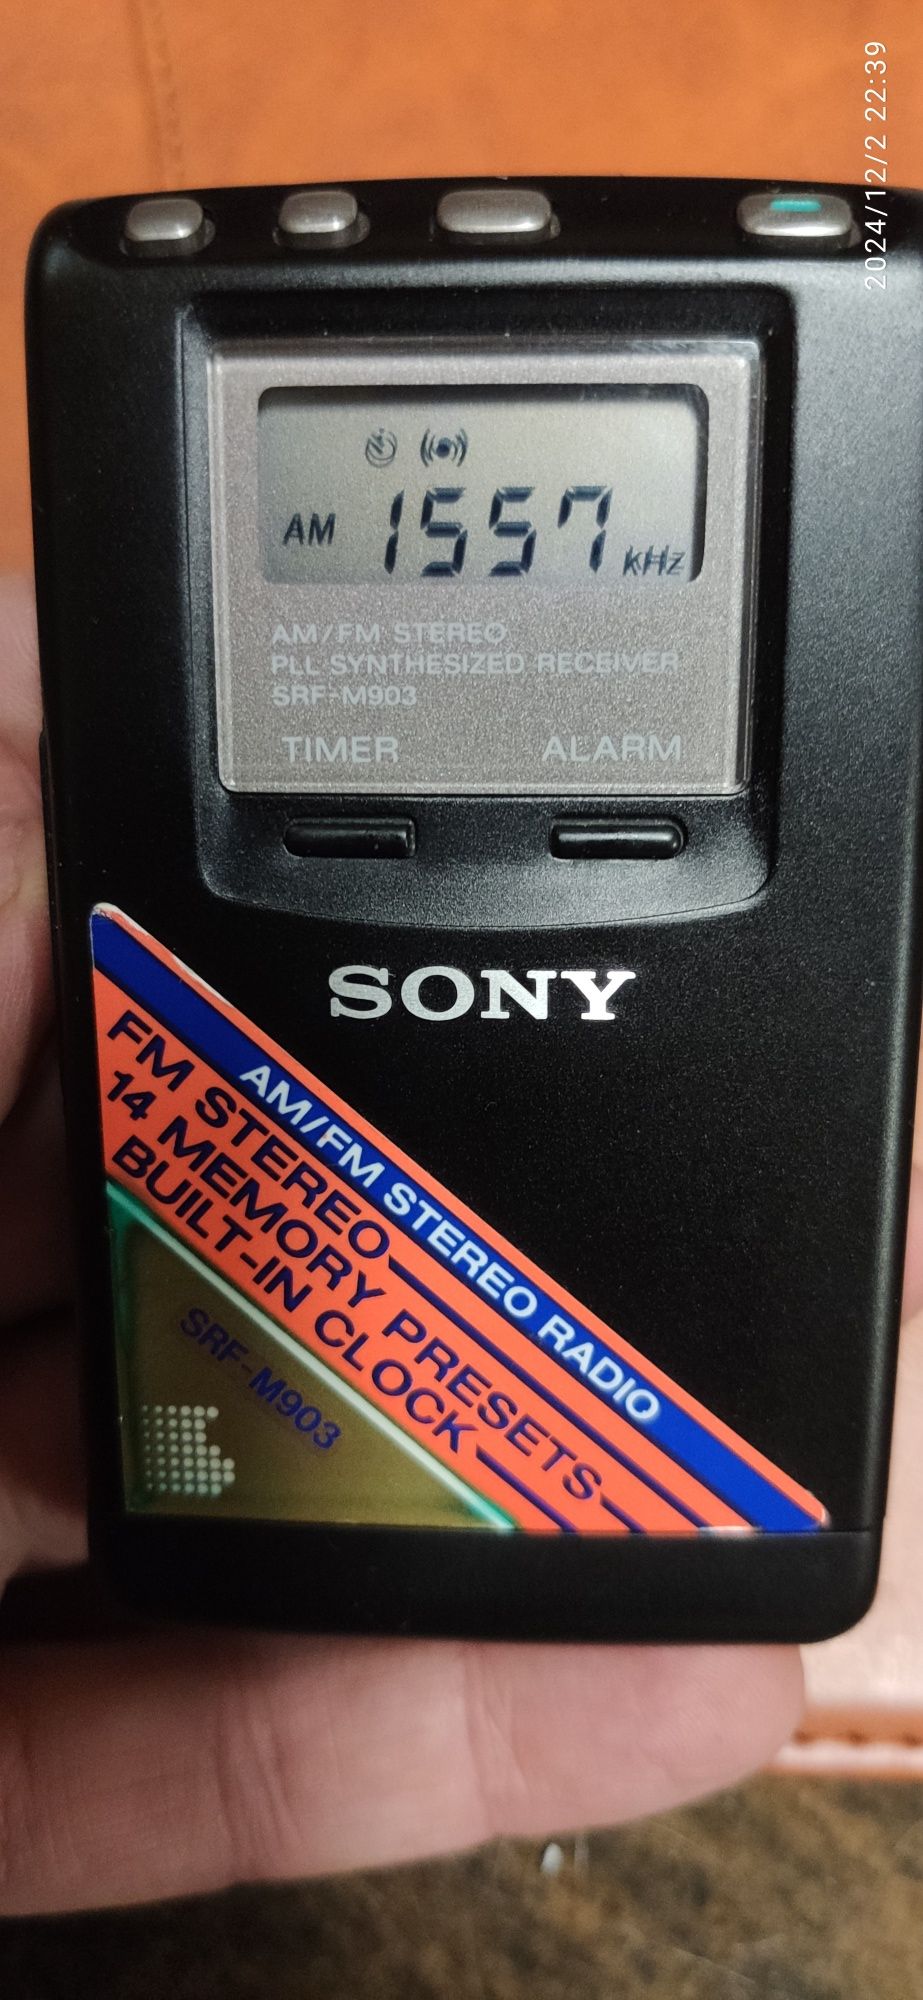 2024/12/2 22:39
AM 1557 kHz
AM/FM STEREO
PLL SYNTHESIZED RECEIVER
SRF-M903
TIMER ALARM
SONY
AM/FM STEREO RADIO
FM STEREO
14 MEMORY PRESETS
BUILT-IN CLOCK
SRF-M903